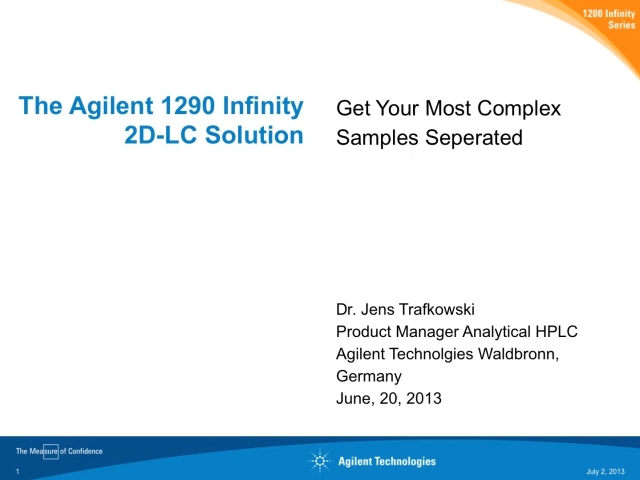 1200 Infinity
Series
The Agilent 1290 Infinity
2D-LC Solution
Get Your Most Complex
Samples Seperated
Dr. Jens Trafkowski
Product Manager Analytical HPLC
Agilent Technolgies Waldbronn,
Germany
June, 20, 2013
The Measure of Confidence
1
Agilent Technologies
July 2, 2013